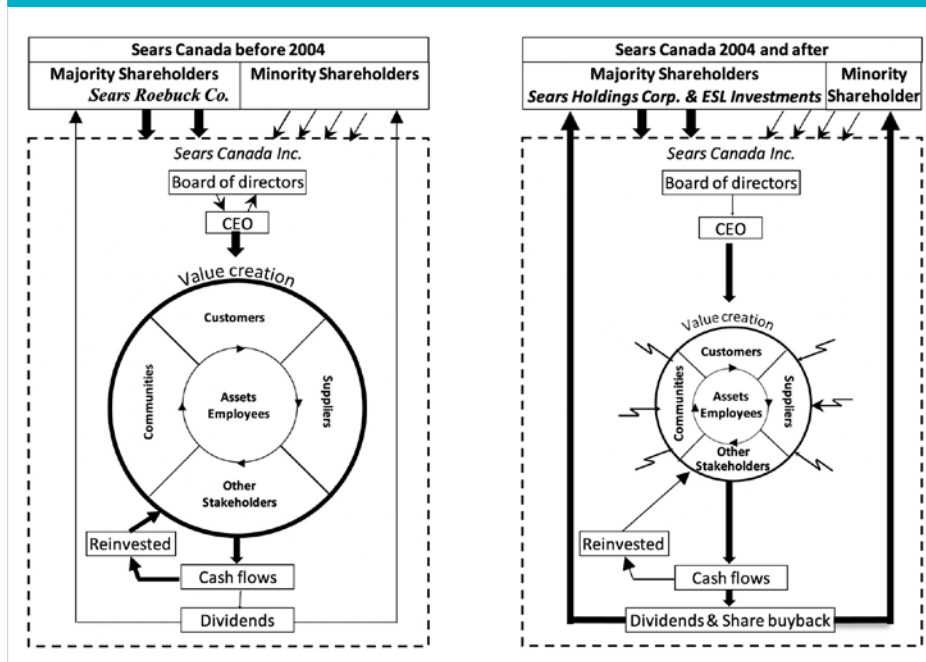 Sears Canada before 2004
Majority Shareholders
Sears Roebuck Co.
Minority Shareholders
Sears Canada Inc.
Board of directors
CEO
Value creation
Customers
Communities
Suppliers
Assets
Employees
Other
Stakeholders
Reinvested
Cash flows
Dividends
Sears Canada 2004 and after
Majority Shareholders
Sears Holdings Corp. & ESL Investments
Minority
Shareholder
Sears Canada Inc.
Board of directors
CEO
Value creation
Customers
Communities
Suppliers
Assets
Employees
Other
Stakeholders
Reinvested
Cash flows
Dividends & Share buyback